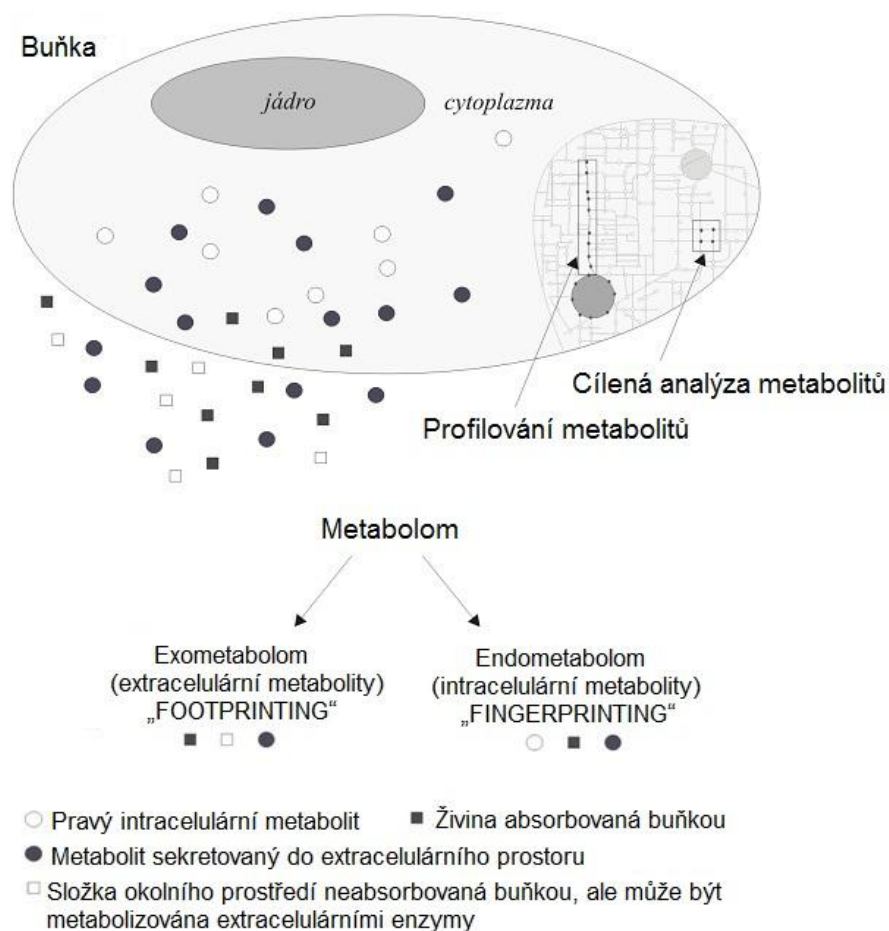 Buňka
jádro
cytoplazma
Cílená analýza metabolitů
Profilování metabolitů
Metabolom
Exometabolom
(extracelulární metabolity)
„FOOTPRINTING“
Endometabolom
(intracelulární metabolity)
„FINGERPRINTING“
Pravý intracelulární metabolit
Živina absorbovaná buňkou
Metabolit sekretovaný do extracelulárního prostoru
Složka okolního prostředí neabsorbovaná buňkou, ale může být
metabolizována extracelulárními enzymy